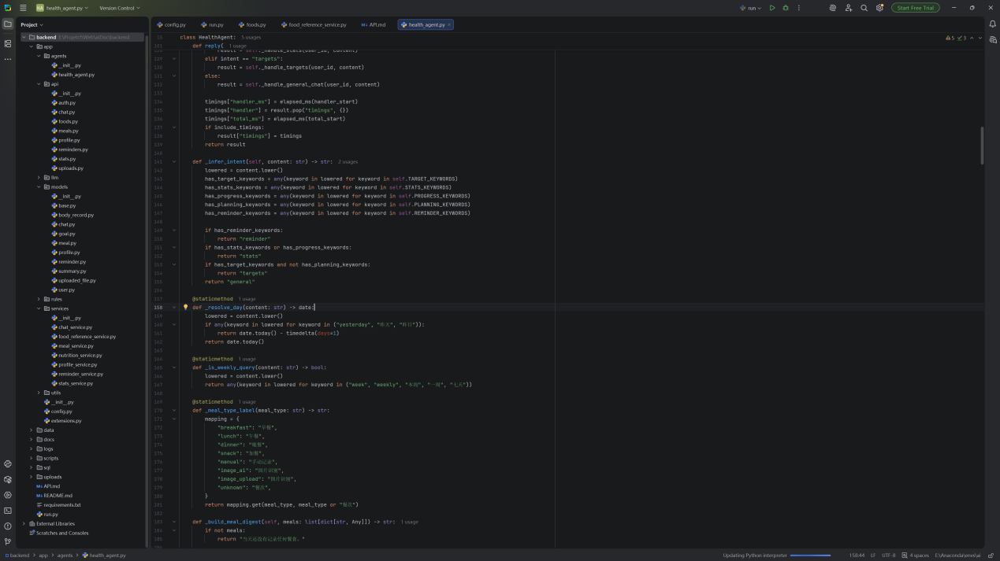 HA health_agent.py
Version Control
run
Start Free Trial
Project
config.py
run.py
foods.py
food_reference_service.py
M↓ API.md
health_agent.py
backend E:\Project\Web\aiDoc\backend
app
agents
__init__.py
health_agent.py
api
__init__.py
auth.py
chat.py
foods.py
meals.py
profile.py
reminders.py
stats.py
uploads.py
llm
models
__init__.py
base.py
body_record.py
chat.py
goal.py
meal.py
profile.py
reminder.py
summary.py
uploaded_file.py
user.py
rules
services
__init__.py
chat_service.py
food_reference_service.py
meal_service.py
nutrition_service.py
profile_service.py
reminder_service.py
stats_service.py
utils
__init__.py
config.py
extensions.py
data
docs
logs
scripts
sql
uploads
M↓ API.md
M↓ README.md
requirements.txt
run.py
External Libraries
Scratches and Consoles
15 class HealthAgent: 5 usages
5 3
101 def reply( 1 usage
result = self._handle_stats(user_id, content)
129 elif intent == "targets":
130 result = self._handle_targets(user_id, content)
131 else:
132 result = self._handle_general_chat(user_id, content)
133
134 timings["handler_ms"] = elapsed_ms(handler_start)
135 timings["handler"] = result.pop("timings", {})
136 timings["total_ms"] = elapsed_ms(total_start)
137 if include_timings:
138 result["timings"] = timings
139 return result
140
141 def _infer_intent(self, content: str) -> str: 2 usages
142 lowered = content.lower()
143 has_target_keywords = any(keyword in lowered for keyword in self.TARGET_KEYWORDS)
144 has_stats_keywords = any(keyword in lowered for keyword in self.STATS_KEYWORDS)
145 has_progress_keywords = any(keyword in lowered for keyword in self.PROGRESS_KEYWORDS)
146 has_planning_keywords = any(keyword in lowered for keyword in self.PLANNING_KEYWORDS)
147 has_reminder_keywords = any(keyword in lowered for keyword in self.REMINDER_KEYWORDS)
148
149 if has_reminder_keywords:
150 return "reminder"
151 if has_stats_keywords or has_progress_keywords:
152 return "stats"
153 if has_target_keywords and not has_planning_keywords:
154 return "targets"
155 return "general"
156
157 @staticmethod 1 usage
158 def _resolve_day(content: str) -> date:
159 lowered = content.lower()
160 if any(keyword in lowered for keyword in ("yesterday", "昨天", "昨日")):
161 return date.today() - timedelta(days=1)
162 return date.today()
163
164 @staticmethod 1 usage
165 def _is_weekly_query(content: str) -> bool:
166 lowered = content.lower()
167 return any(keyword in lowered for keyword in ("week", "weekly", "本周", "一周", "七天"))
168
169 @staticmethod 1 usage
170 def _meal_type_label(meal_type: str) -> str:
171 mapping = {
172 "breakfast": "早餐",
173 "lunch": "午餐",
174 "dinner": "晚餐",
175 "snack": "加餐",
176 "manual": "手动记录",
177 "image_ai": "图片识别",
178 "image_upload": "图片识别",
179 "unknown": "餐次",
180 }
181 return mapping.get(meal_type, meal_type or "餐次")
182
183 def _build_meal_digest(self, meals: list[dict[str, Any]]) -> str: 1 usage
184 if not meals:
185 return "当天还没有记录任何餐食。"
backend > app > agents > health_agent.py
Updating Python interpreter
158:44 LF UTF-8 4 spaces E:\Anaconda\envs\ai